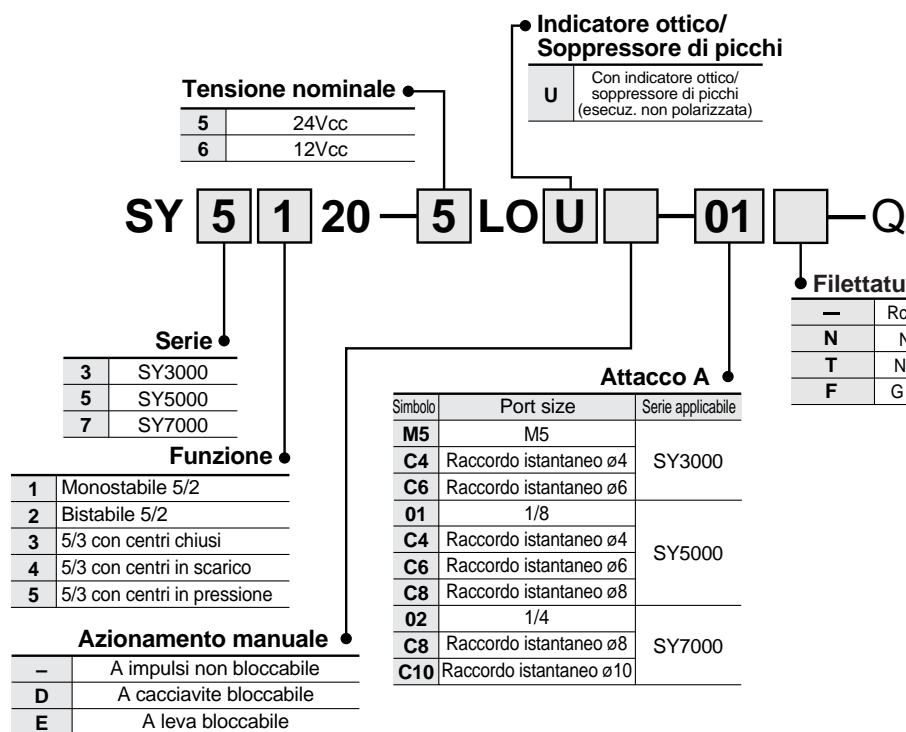 Indicatore ottico/
Soppressore di picchi
U Con indicatore ottico/
soppressore di picchi
(esecuz. non polarizzata)
Tensione nominale
5 24Vcc
6 12Vcc
SY 5 1 20 — 5 LO U — 01 — Q
Filettatu
— Ro
N N
T N
F G
Serie
3 SY3000
5 SY5000
7 SY7000
Funzione
1 Monostabile 5/2
2 Bistabile 5/2
3 5/3 con centri chiusi
4 5/3 con centri in scarico
5 5/3 con centri in pressione
Azionamento manuale
– A impulsi non bloccabile
D A cacciavite bloccabile
E A leva bloccabile
Attacco A
Simbolo Port size Serie applicabile
M5 M5
C4 Raccordo istantaneo ø4 SY3000
C6 Raccordo istantaneo ø6
01 1/8
C4 Raccordo istantaneo ø4
SY5000
C6 Raccordo istantaneo ø6
C8 Raccordo istantaneo ø8
02 1/4
C8 Raccordo istantaneo ø8 SY7000
C10 Raccordo istantaneo ø10